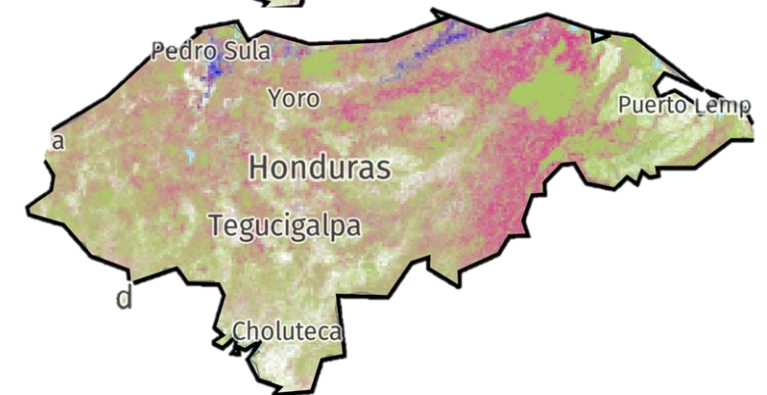 Pedro Sula
Yoro
Puerto Lemp
a
Honduras
Tegucigalpa
d
Choluteca